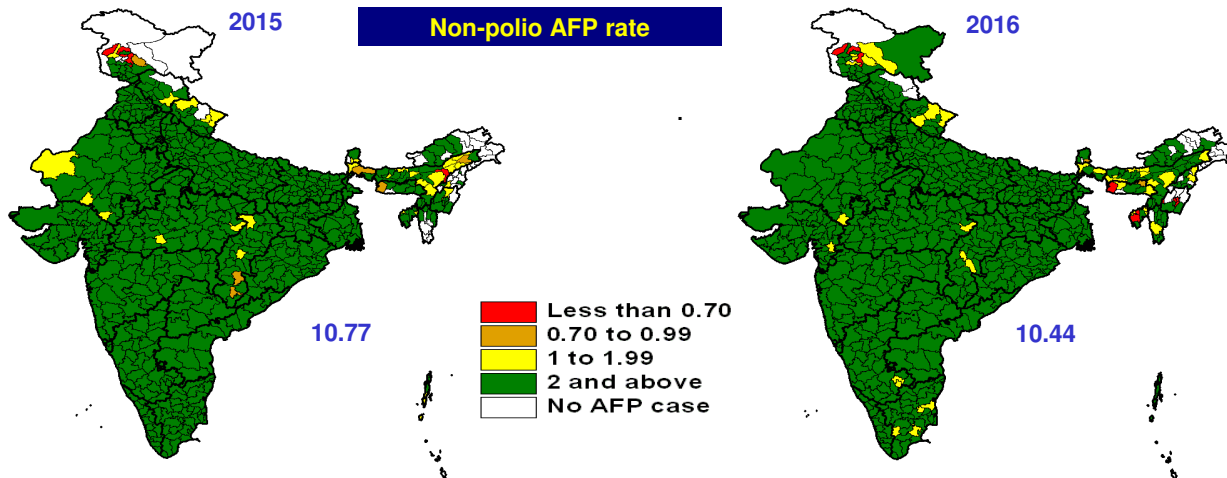 2015
Non-polio AFP rate
2016
10.77
Less than 0.70
0.70 to 0.99
1 to 1.99
2 and above
No AFP case
10.44